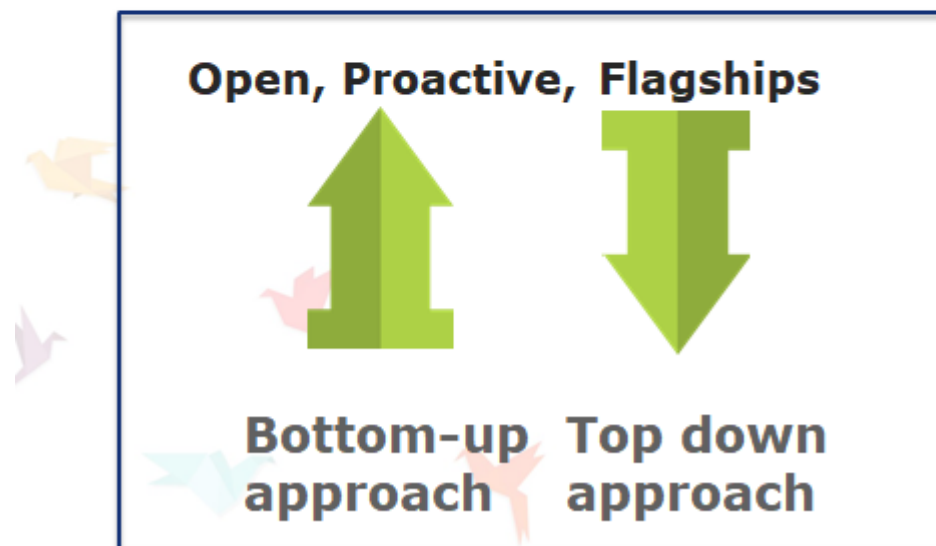 Open, Proactive, Flagships
Bottom-up Top down
approach approach